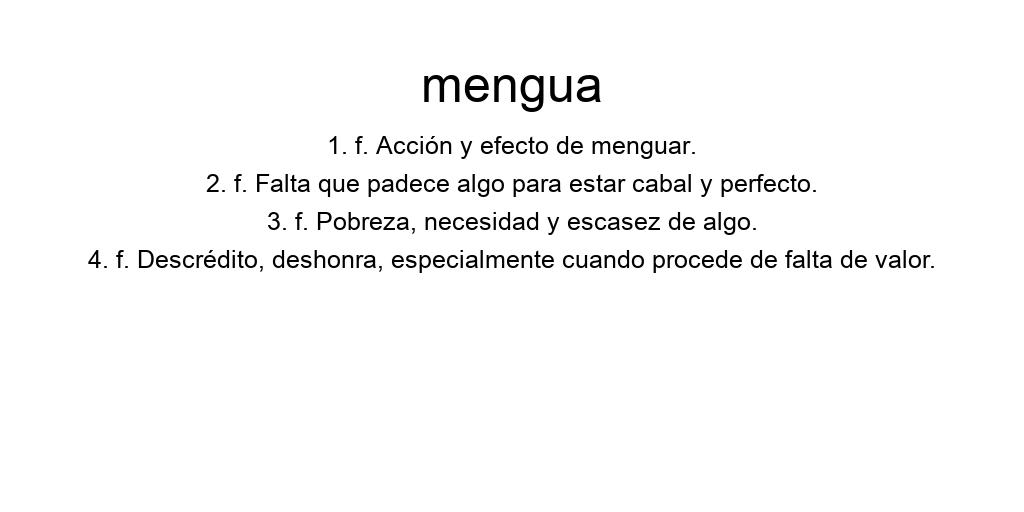 mengua
1. f. Acción y efecto de menguar.
2. f. Falta que padece algo para estar cabal y perfecto.
3. f. Pobreza, necesidad y escasez de algo.
4. f. Descrédito, deshonra, especialmente cuando procede de falta de valor.